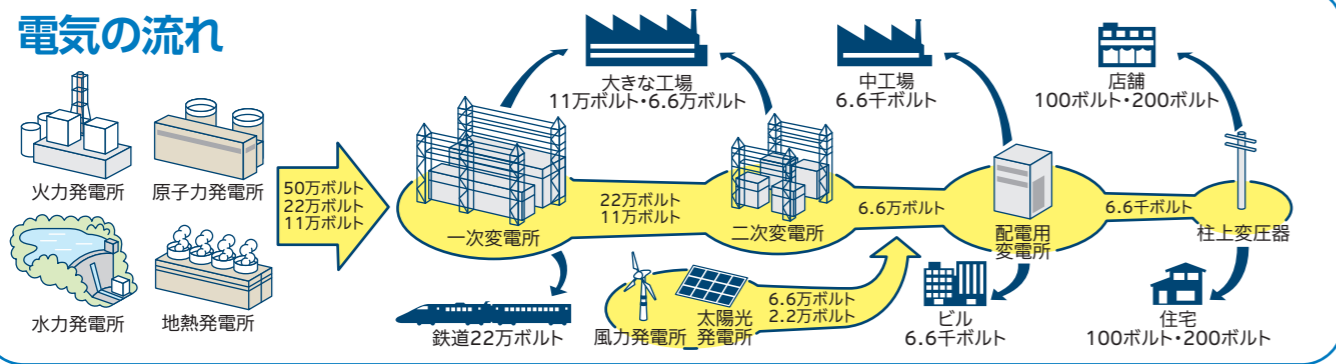 電気の流れ
火力発電所
原子力発電所
水力発電所
地熱発電所
50万ボルト
22万ボルト
11万ボルト
一次変電所
大きな工場
11万ボルト・6.6万ボルト
鉄道22万ボルト
22万ボルト
11万ボルト
二次変電所
風力発電所
太陽光
発電所
6.6万ボルト
2.2万ボルト
6.6万ボルト
中工場
6.6千ボルト
配電用
変電所
ビル
6.6千ボルト
6.6千ボルト
店舗
100ボルト・200ボルト
柱上変圧器
住宅
100ボルト・200ボルト